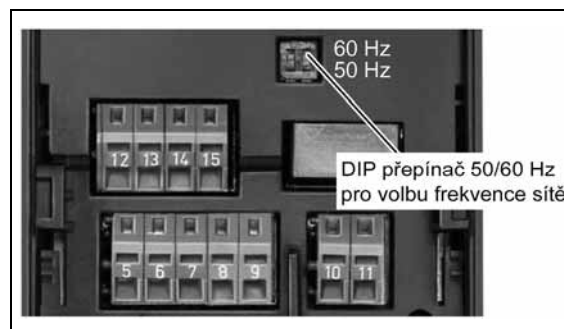 60 Hz
50 Hz
12 13 14 15
DIP přepínač 50/60 Hz
pro volbu frekvence sítě
5 6 7 8 9 10 11